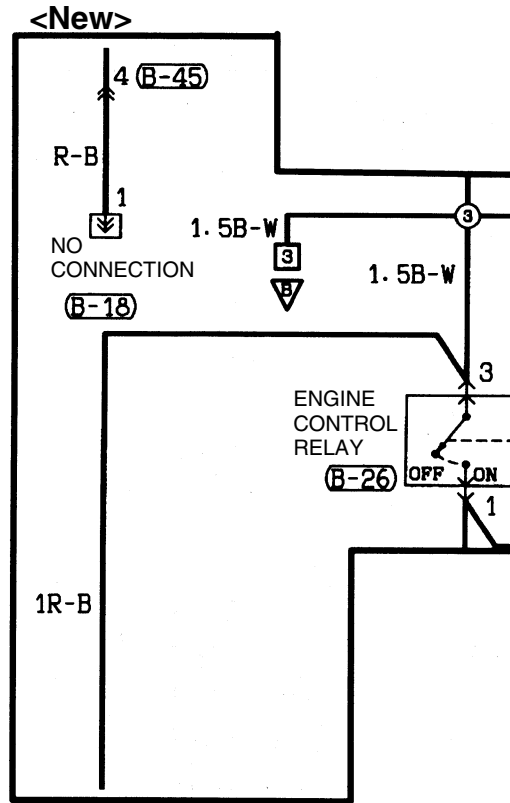 <New>
4 (B-45)
R-B
1
NO
CONNECTION
(B-18)
1.5B-W
3
3
B
1.5B-W
3
ENGINE
CONTROL
RELAY
(B-26)
OFF
ON
1
1R-B